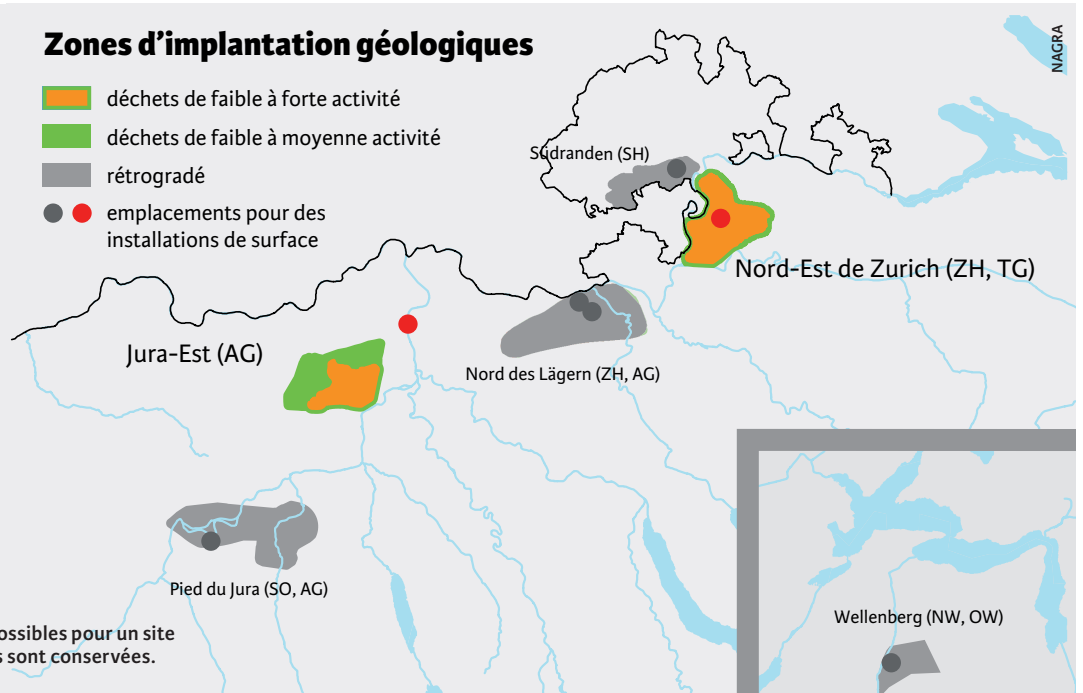 Zones d'implantation géologiques
déchets de faible à forte activité
déchets de faible à moyenne activité
rétrogradé
emplacements pour des
installations de surface
NAGRA
Südranden (SH)
Nord-Est de Zurich (ZH, TG)
Jura-Est (AG)
Nord des Lägern (ZH, AG)
Pied du Jura (SO, AG)
Wellenberg (NW, OW)
ossibles pour un site
s sont conservées.